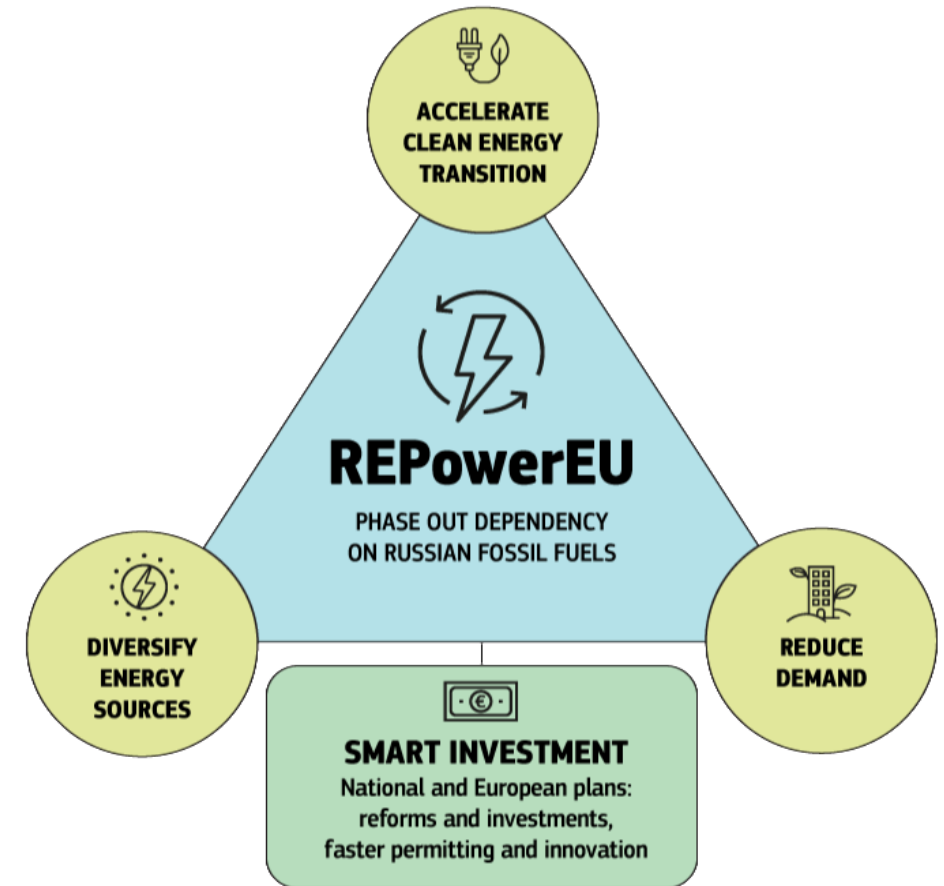 ACCELERATE
CLEAN ENERGY
TRANSITION
REPowerEU
PHASE OUT DEPENDENCY
ON RUSSIAN FOSSIL FUELS
DIVERSIFY
ENERGY
SOURCES
REDUCE
DEMAND
€
SMART INVESTMENT
National and European plans:
reforms and investments,
faster permitting and innovation